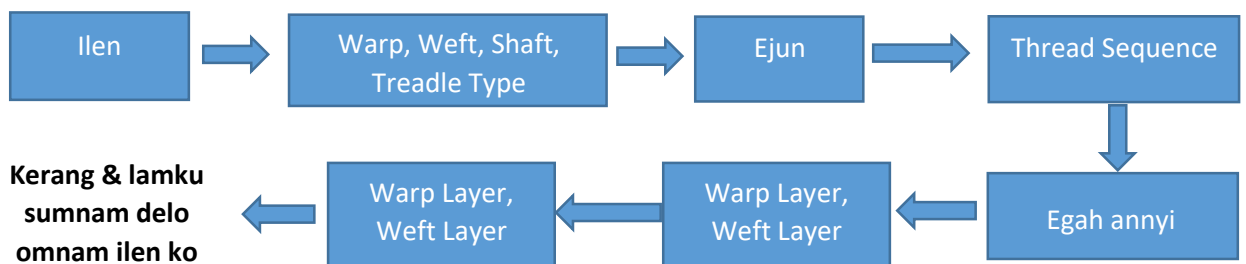 Ilen
Warp, Weft, Shaft,
Treadle Type
Ejun
Thread Sequence
Egah annyi
Warp Layer,
Weft Layer
Warp Layer,
Weft Layer
Kerang & lamku
sumnam delo
omnam ilen ko